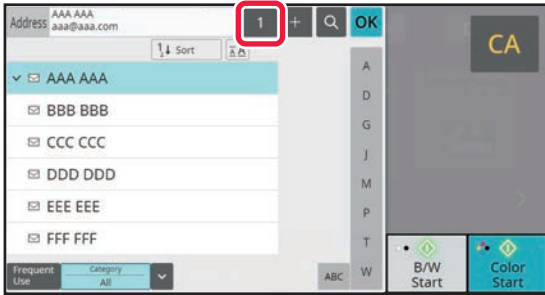 AAA AAA
Address aaa@aaa.com 1 + OK
CA
Sort
AAA AAA
BBB BBB
CCC CCC
DDD DDD
EEE EEE
FFF FFF
A
D
G
J
M
P
T
W
Frequent Use
Category
All
ABC
B/W
Start
Color
Start